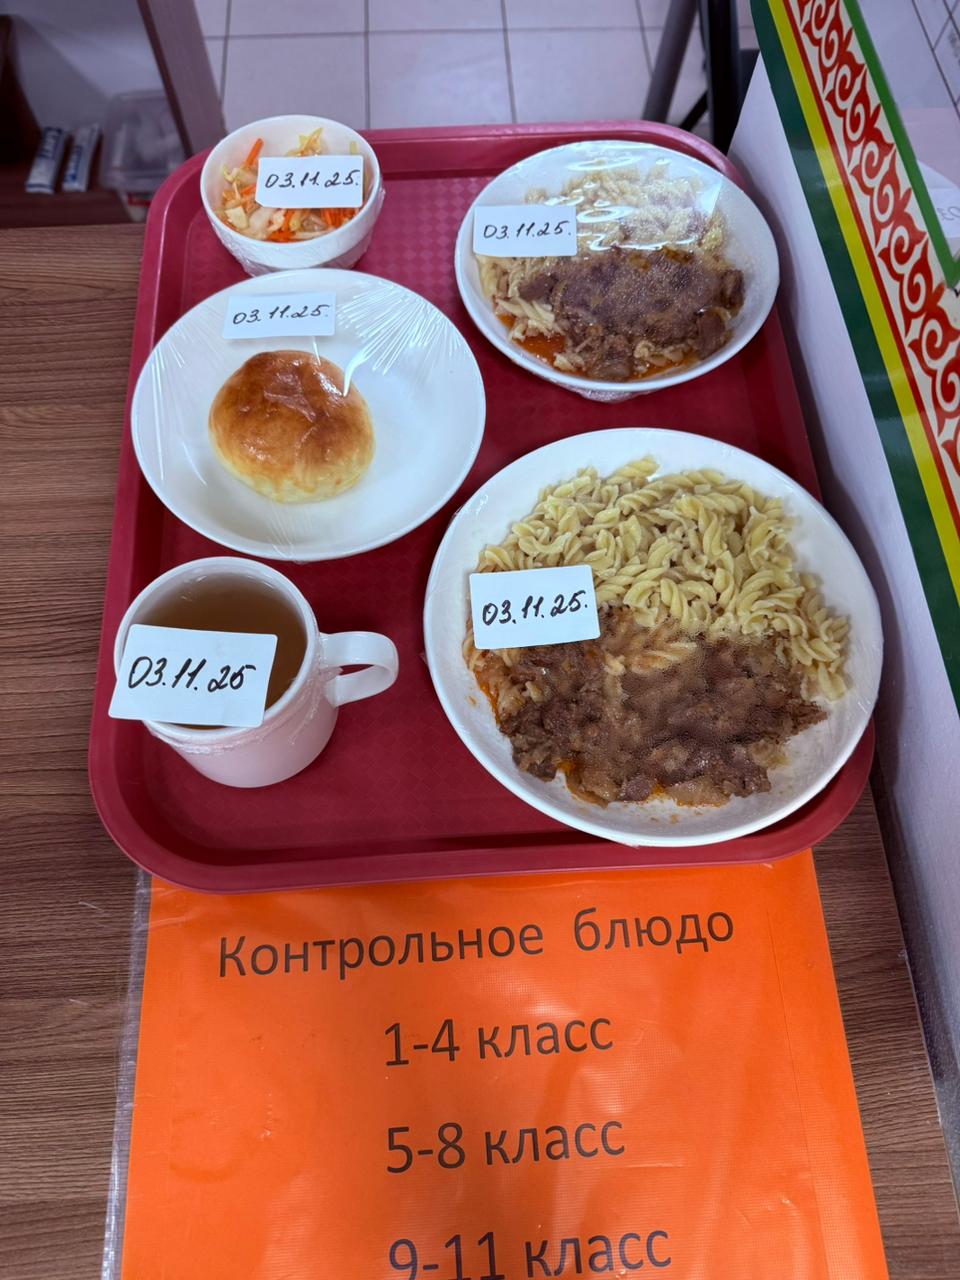 03.11.25.
03.11.25.
03.11.25.
03.11.25.
03.11.25
Контрольное блюдо
1-4 класс
5-8 класс
9-11 класс